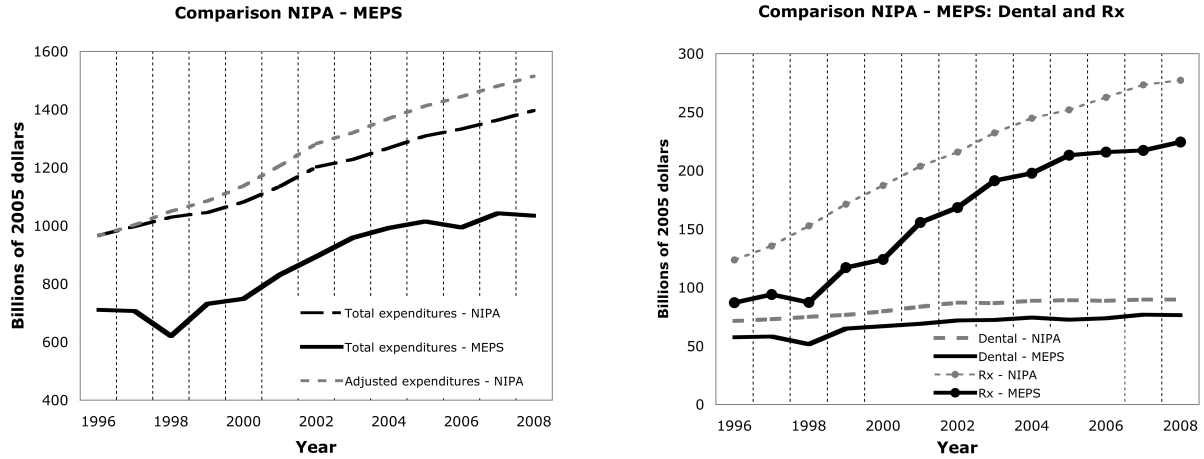 Comparison NIPA - MEPS
1600
1400
1200
1000
800
600
400
Billions of 2005 dollars
Total expenditures - NIPA
Total expenditures - MEPS
Adjusted expenditures - NIPA
1996 1998 2000 2002 2004 2006 2008
Year
Comparison NIPA - MEPS: Dental and Rx
300
250
200
150
100
50
0
Billions of 2005 dollars
Dental - NIPA
Dental - MEPS
Rx - NIPA
Rx - MEPS
1996 1998 2000 2002 2004 2006 2008
Year